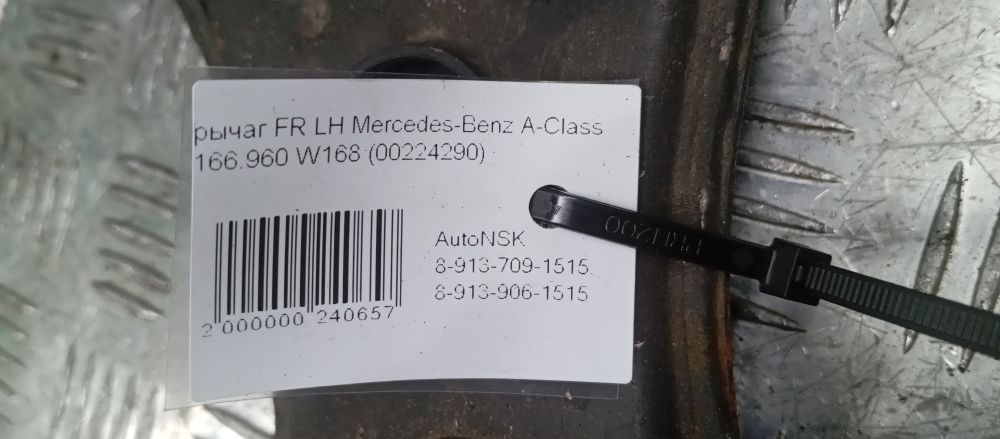 рычаг FR LH Mercedes-Benz A-Class
166.960 W168 (00224290)
AutoNSK
8-913-709-1515
8-913-906-1515
2 000000 240657